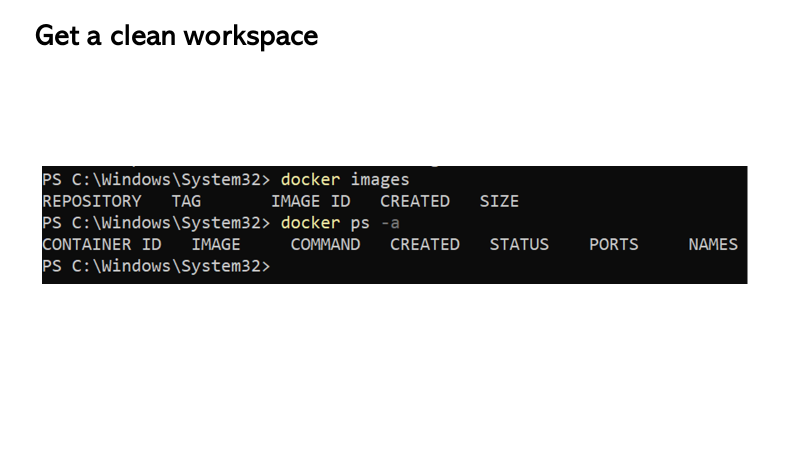 Get a clean workspace
PS C:\Windows\System32> docker images
REPOSITORY   TAG       IMAGE ID   CREATED   SIZE
PS C:\Windows\System32> docker ps -a
CONTAINER ID   IMAGE     COMMAND   CREATED   STATUS    PORTS     NAMES
PS C:\Windows\System32>